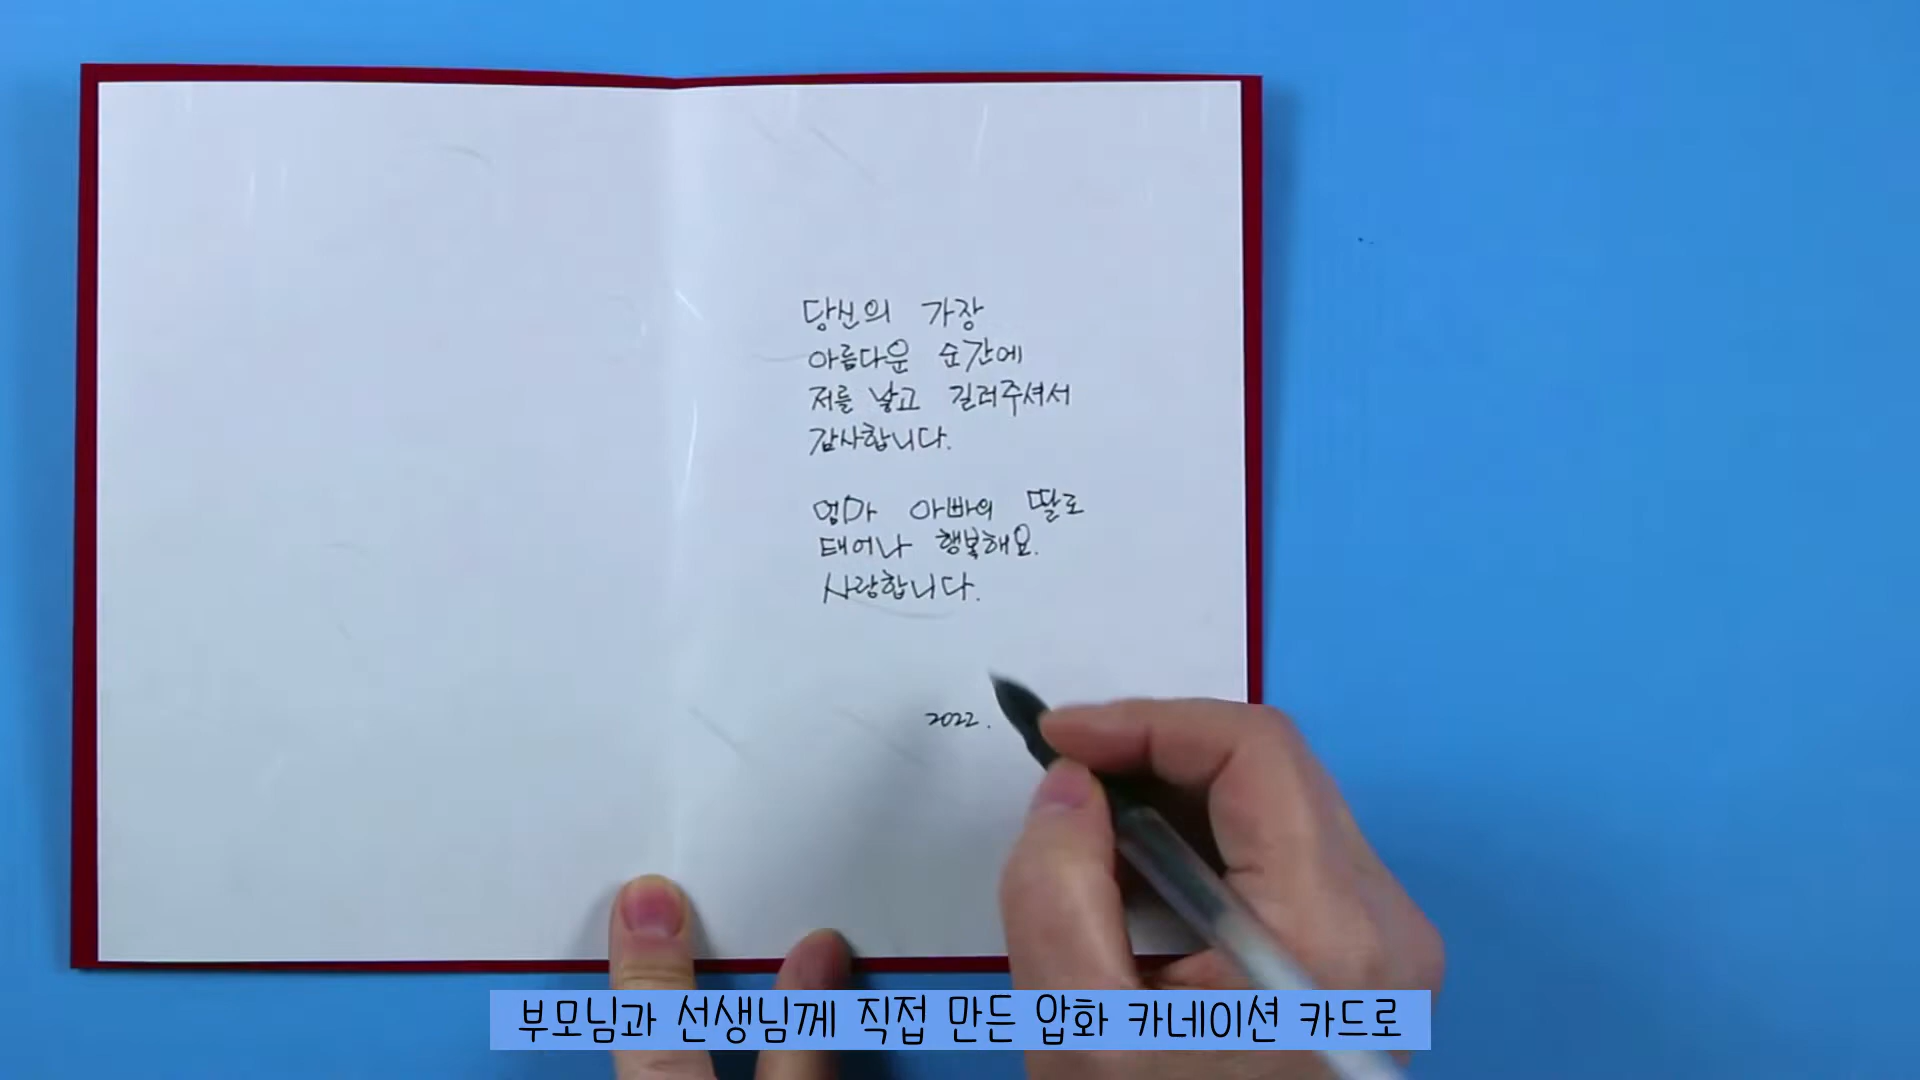 당신의 가장
아름다운 순간에
저를 낳고 길러주셔서
감사합니다.
엄마 아빠의 딸로
태어나 행복해요.
사랑합니다.
2022.
부모님과 선생님께 직접 만든 압화 카네이션 카드로